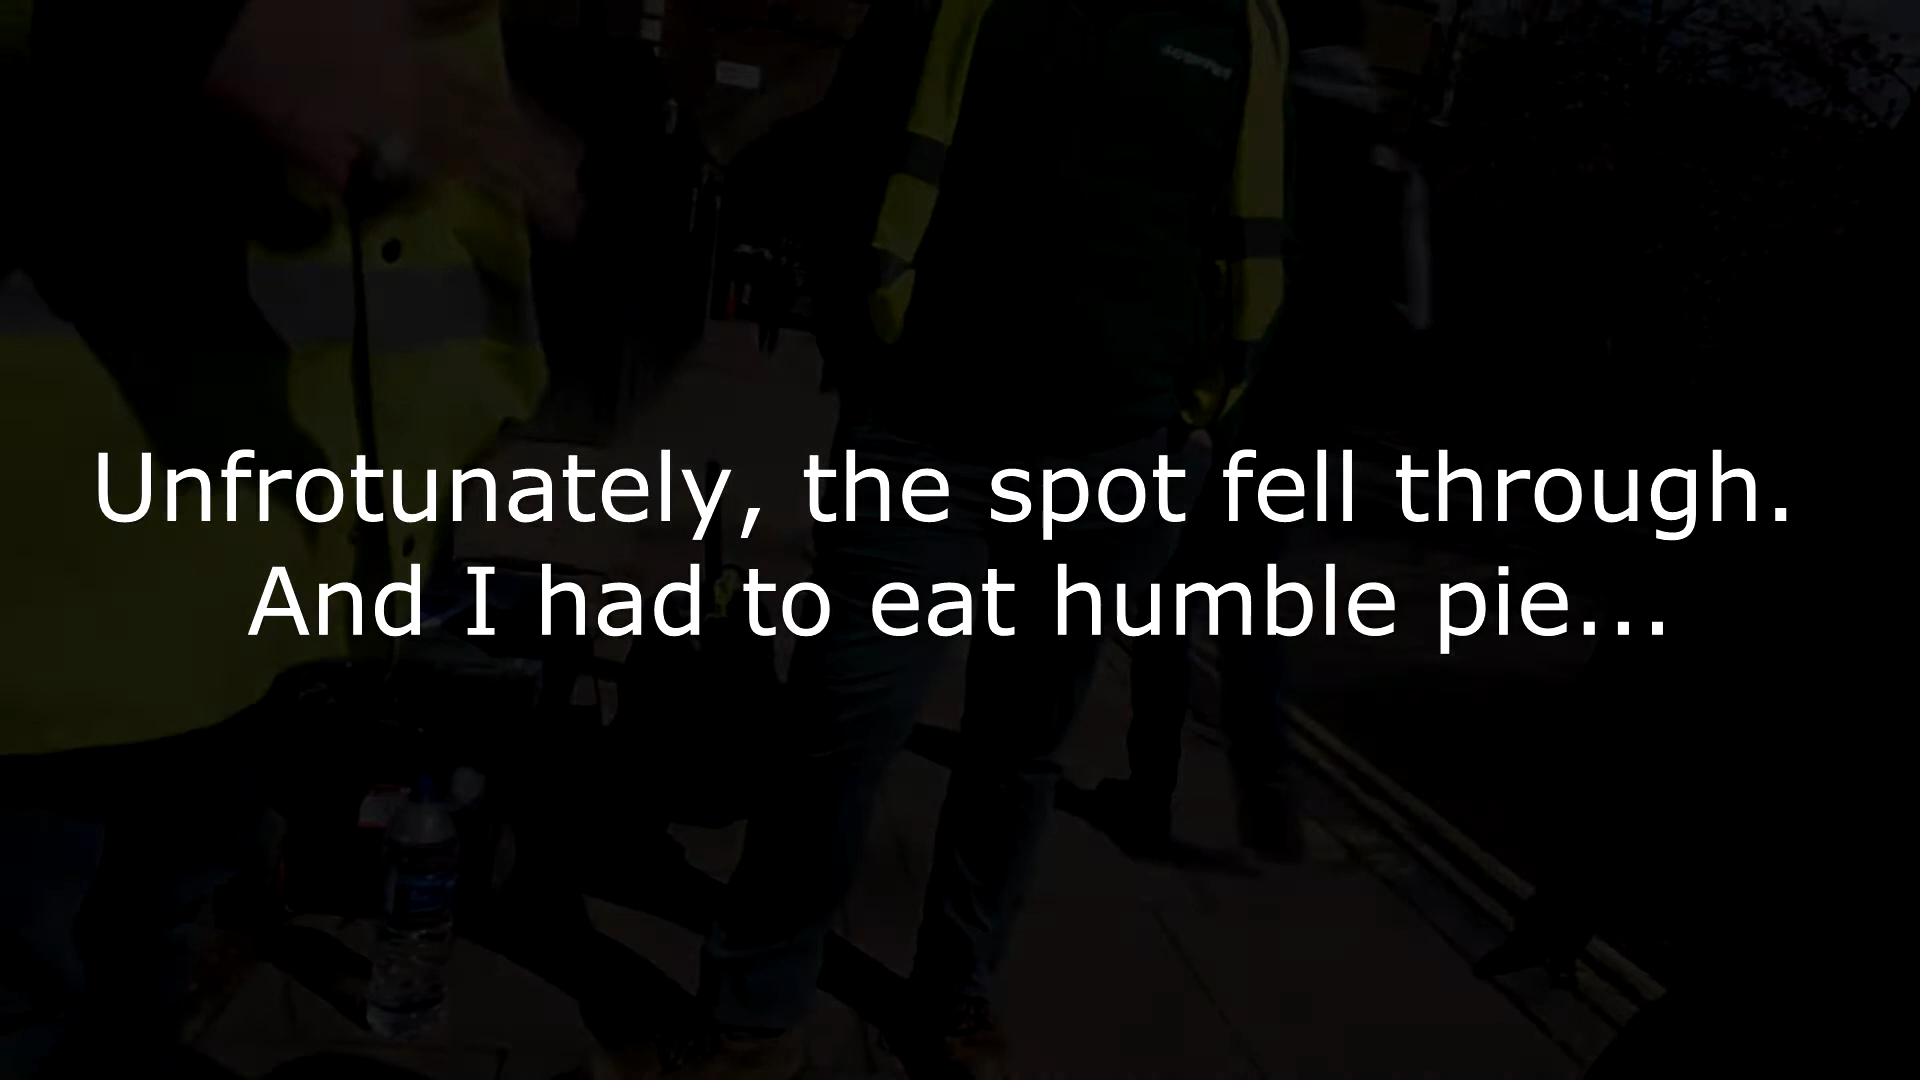 Unfrotunately, the spot fell through.
And I had to eat humble pie...